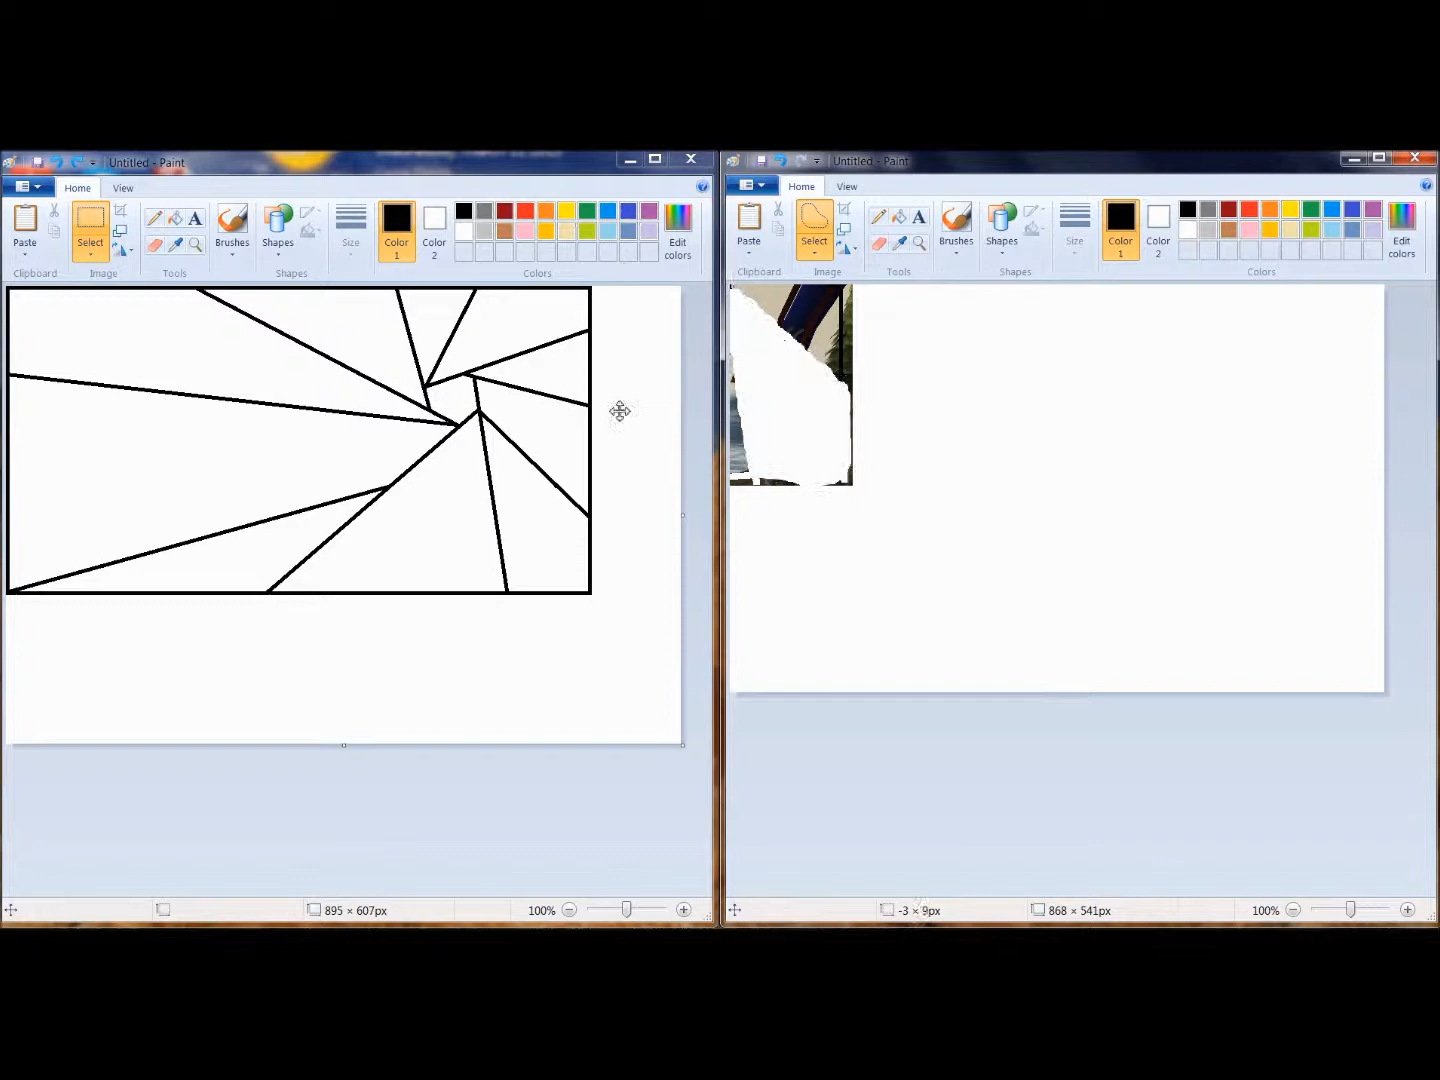 Untitled - Paint
Home View
Paste
Select
Brushes
Shapes
Size
Color 1
Color 2
Edit colors
Clipboard Image Tools Shapes Colors
895 × 607px
100%
Untitled - Paint
Home View
Paste
Select
Brushes
Shapes
Size
Color 1
Color 2
Edit colors
Clipboard Image Tools Shapes Colors
-3 × 9px
868 × 541px
100%